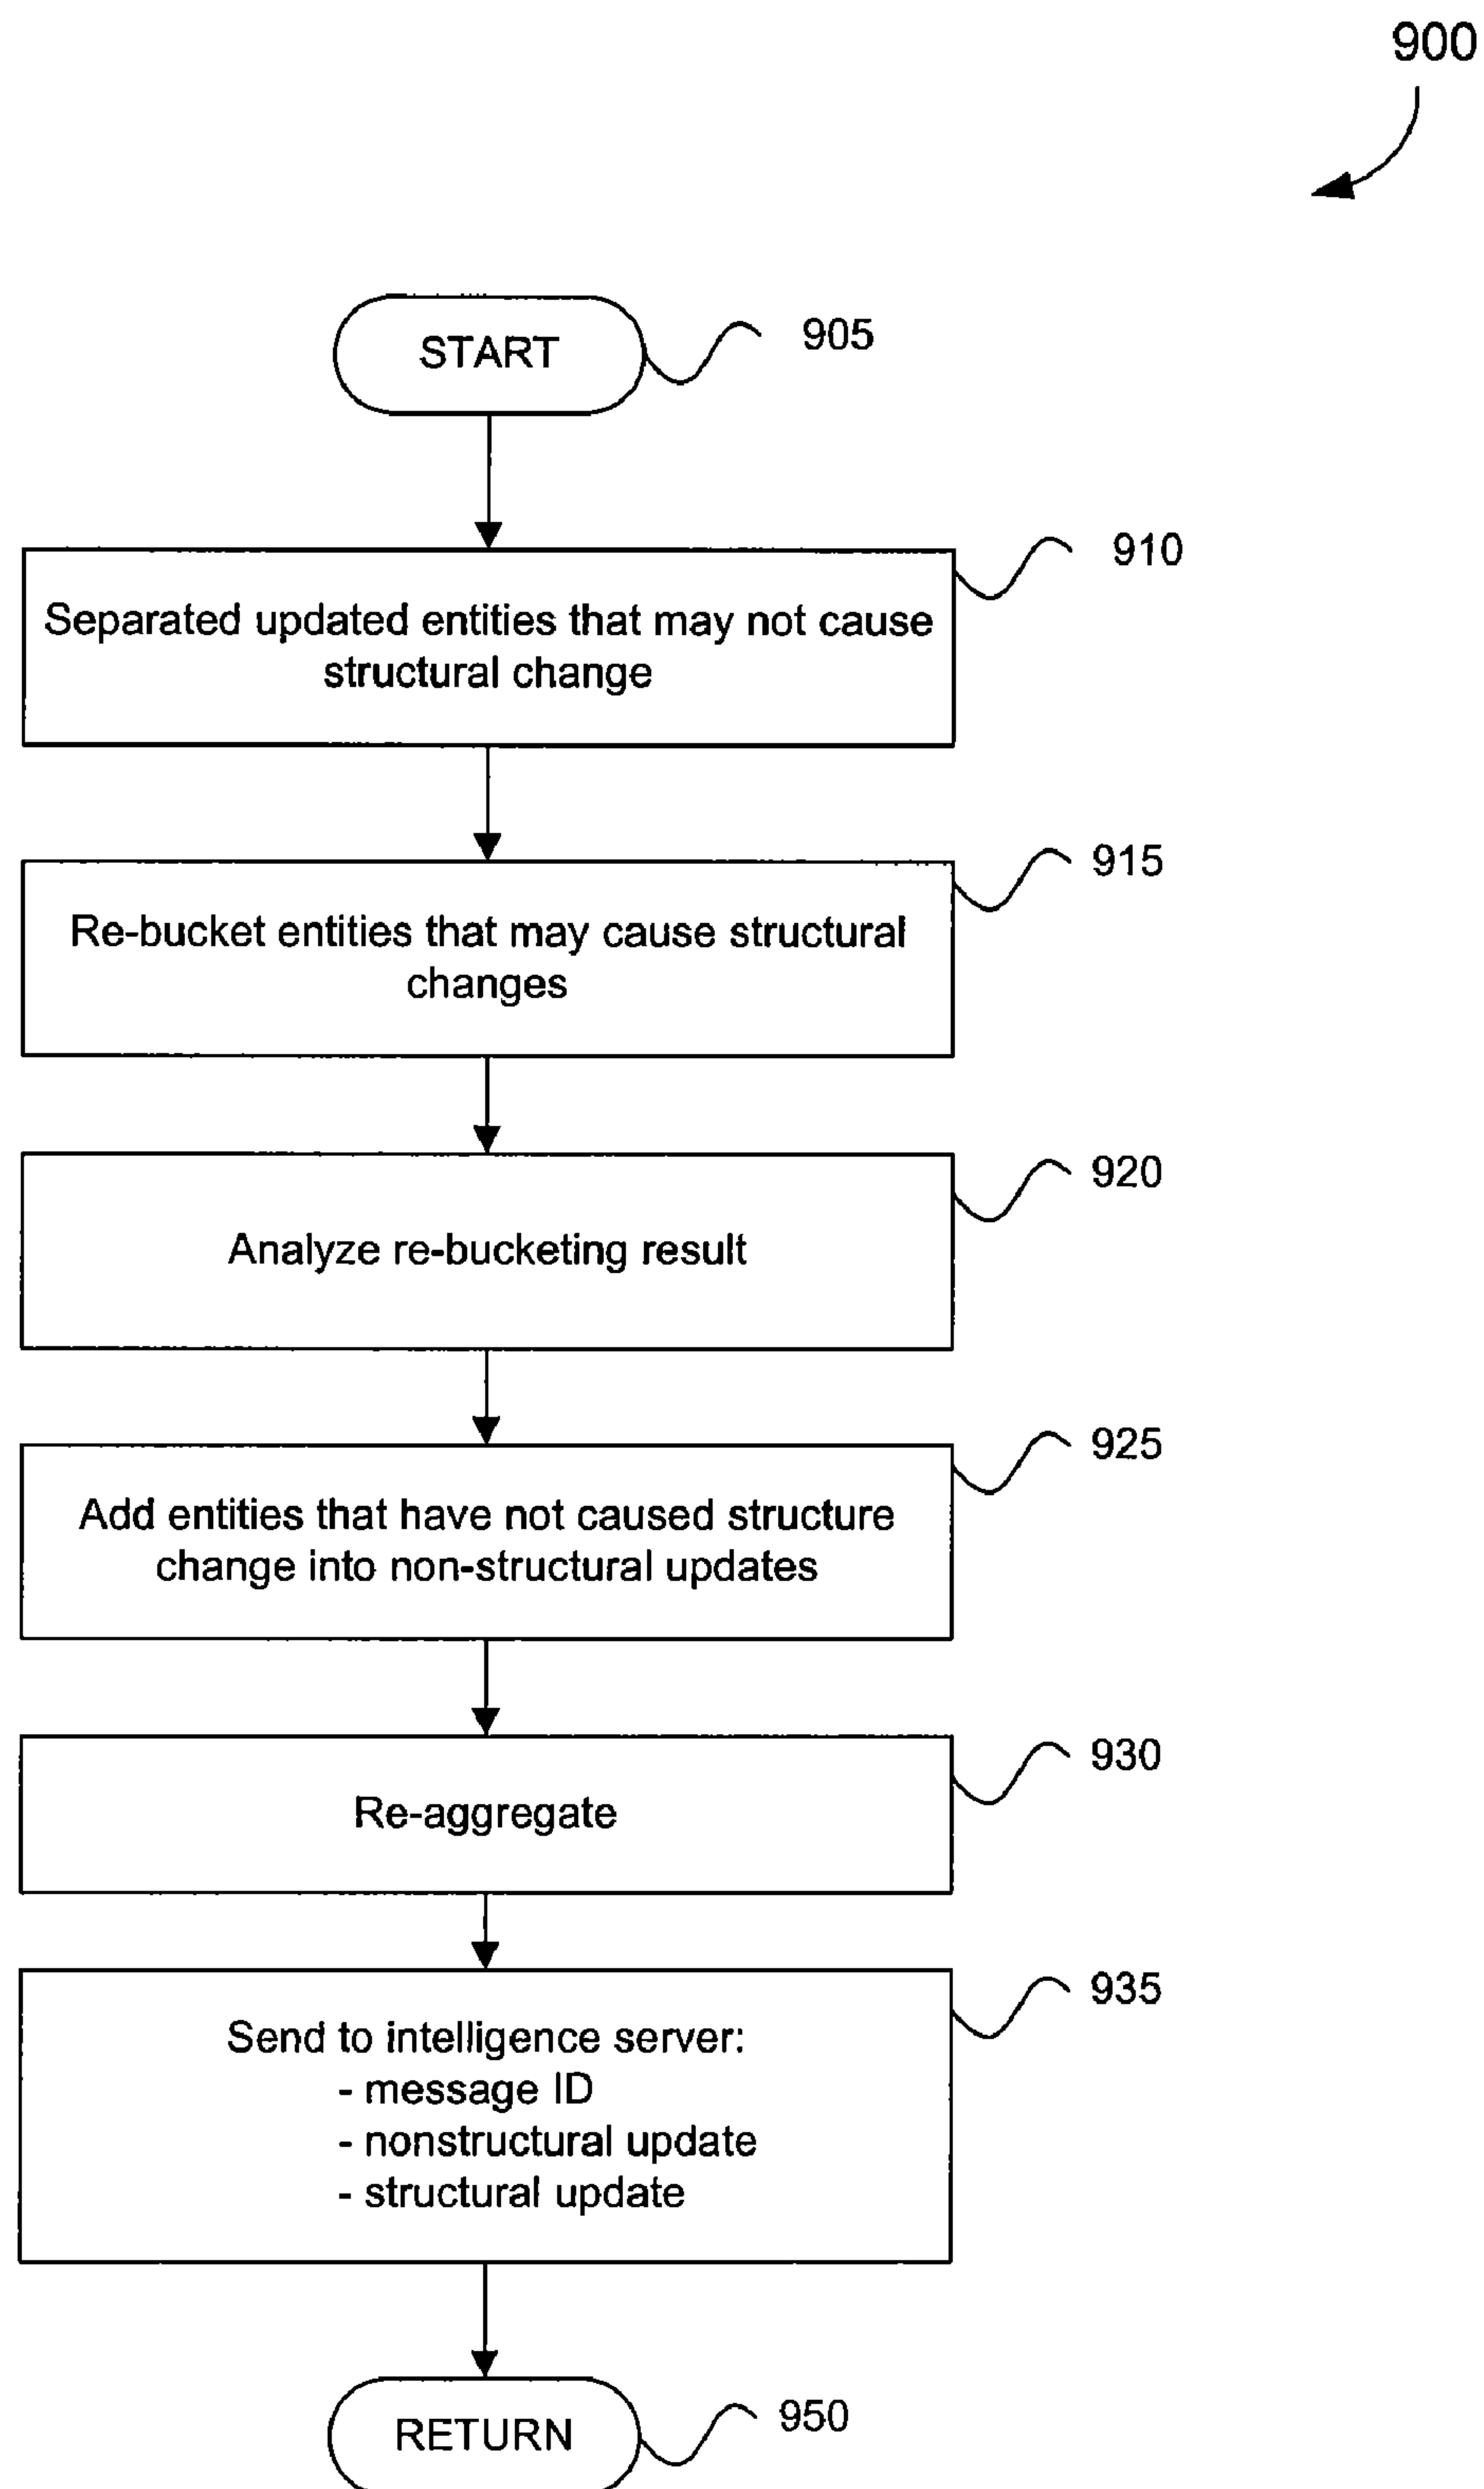 900
START
905
910
Separated updated entities that may not cause
structural change
915
Re-bucket entities that may cause structural
changes
920
Analyze re-bucketing result
925
Add entities that have not caused structure
change into non-structural updates
930
Re-aggregate
935
Send to intelligence server:
- message ID
- nonstructural update
- structural update
RETURN
950